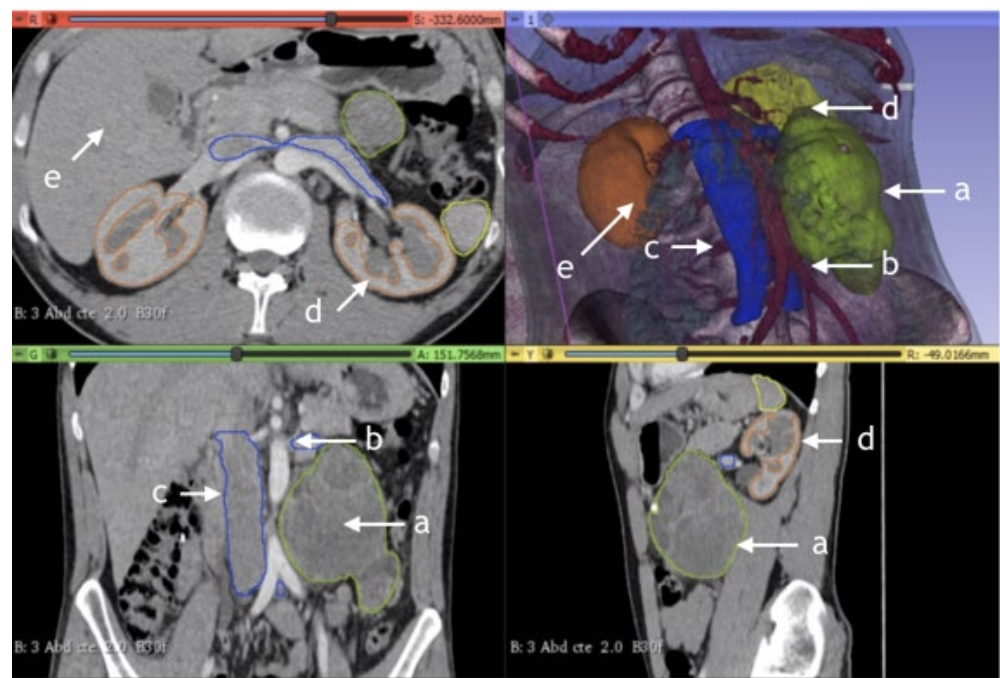 R S: -332.6000mm
e
d
B: 3 Abd cte 2.0 B30f
1
d
a
e
c
b
G A: 151.7568mm
b
c
a
B: 3 Abd cte 2.0 B30f
Y R: -49.0166mm
d
a
B: 3 Abd cte 2.0 B30f